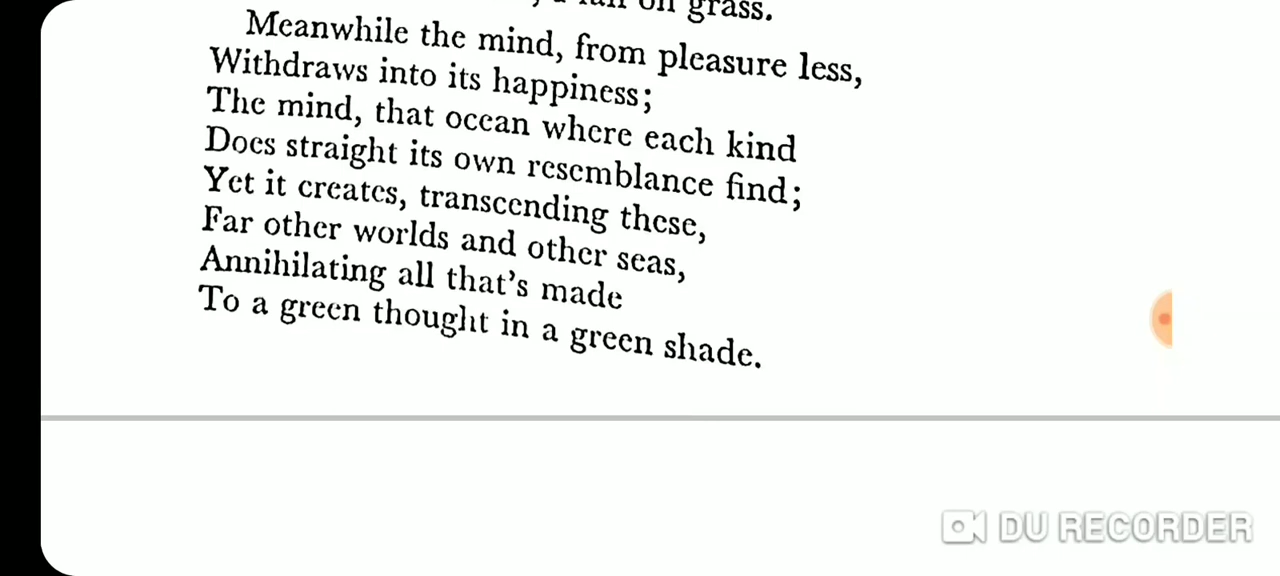 fall on grass.
Meanwhile the mind, from pleasure less,
Withdraws into its happiness;
The mind, that ocean where each kind
Does straight its own resemblance find;
Yet it creates, transcending these,
Far other worlds and other seas,
Annihilating all that's made
To a green thought in a green shade.
DU RECORDER